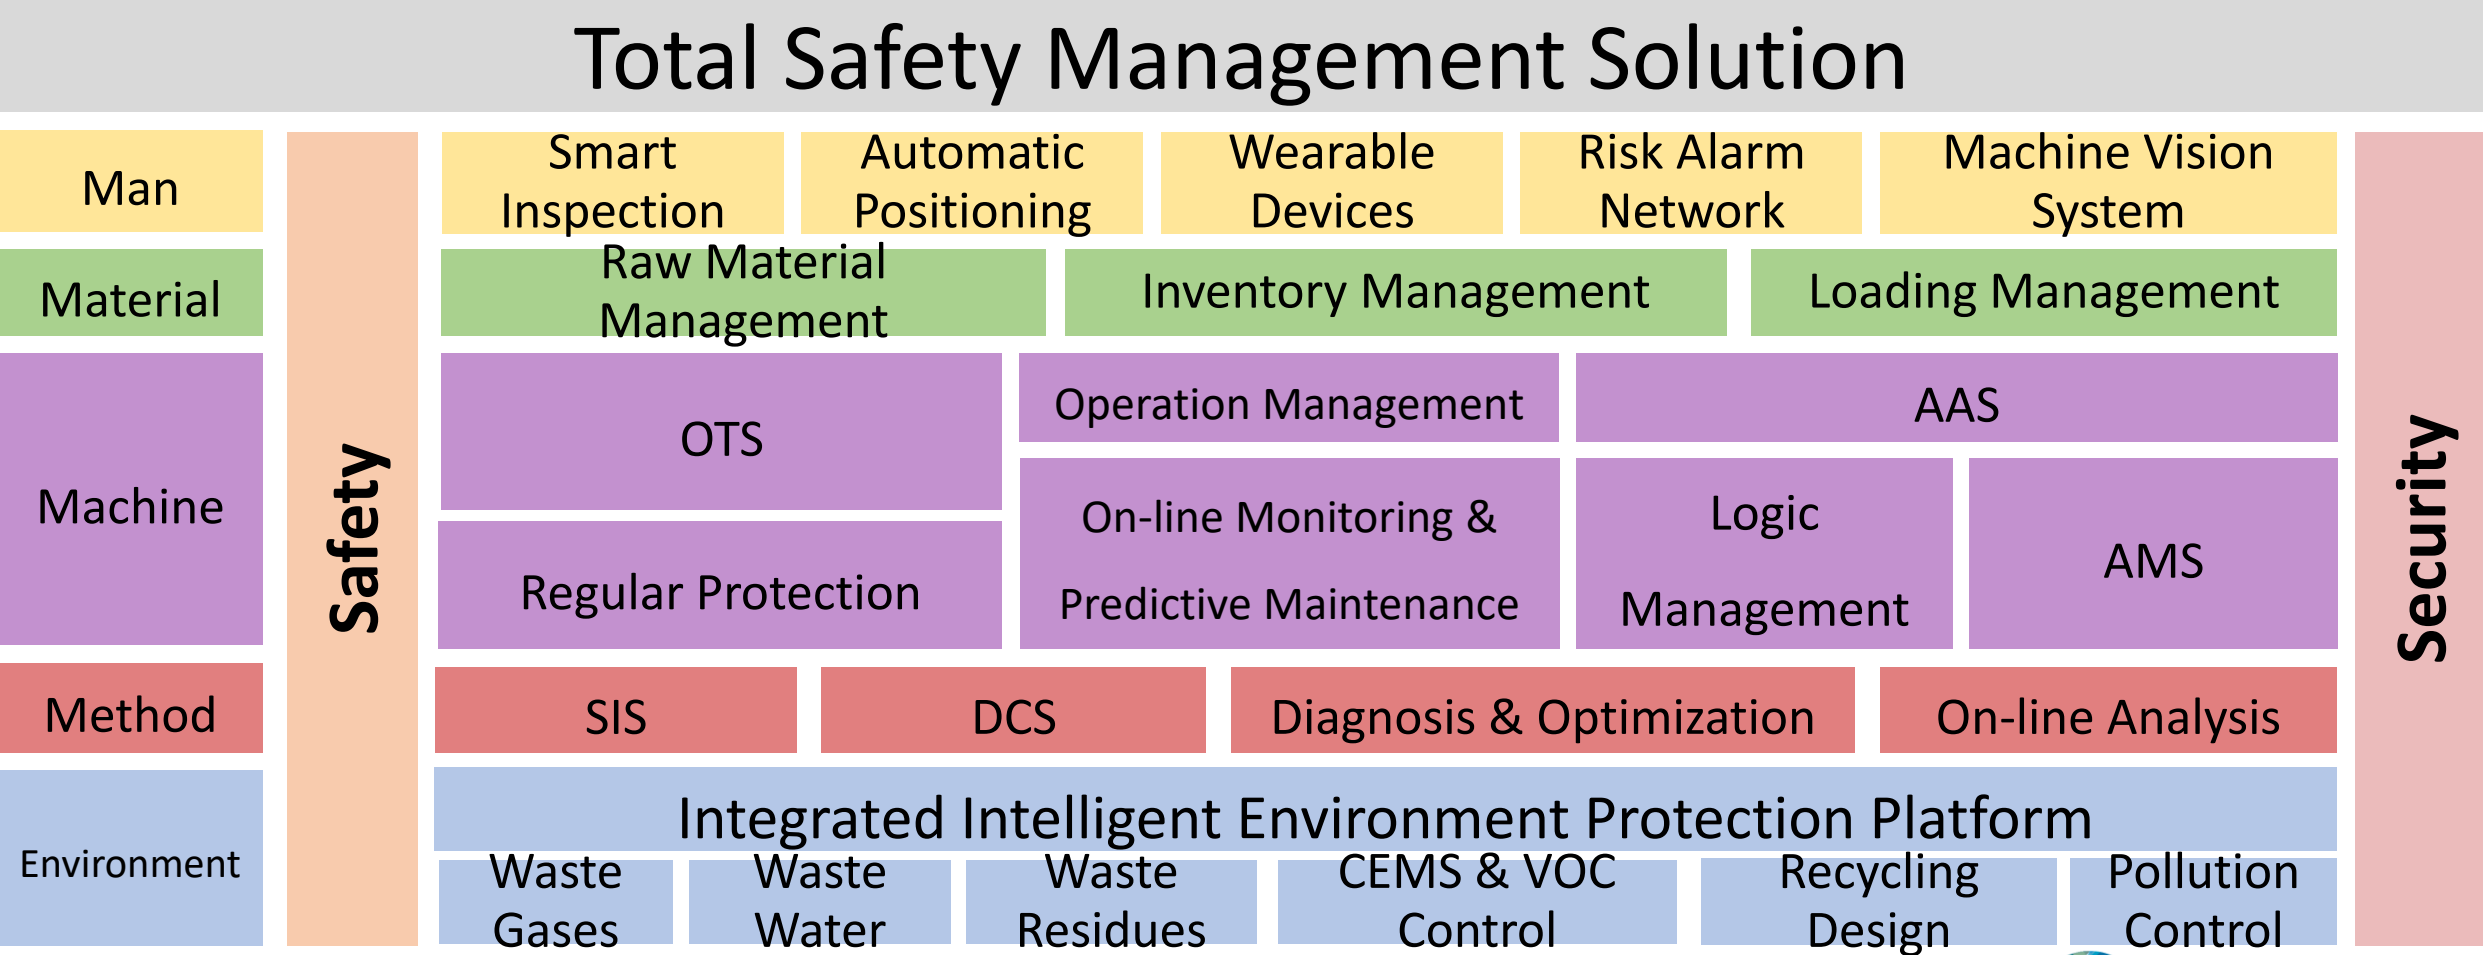 Total Safety Management Solution
Man
Safety
Smart
Inspection
Automatic
Positioning
Wearable
Devices
Risk Alarm
Network
Machine Vision
System
Security
Material
Raw Material
Management
Inventory Management
Loading Management
Machine
OTS
Operation Management
AAS
Regular Protection
On-line Monitoring &
Predictive Maintenance
Logic
Management
AMS
Method
SIS
DCS
Diagnosis & Optimization
On-line Analysis
Environment
Integrated Intelligent Environment Protection Platform
Waste
Gases
Waste
Water
Waste
Residues
CEMS & VOC
Control
Recycling
Design
Pollution
Control